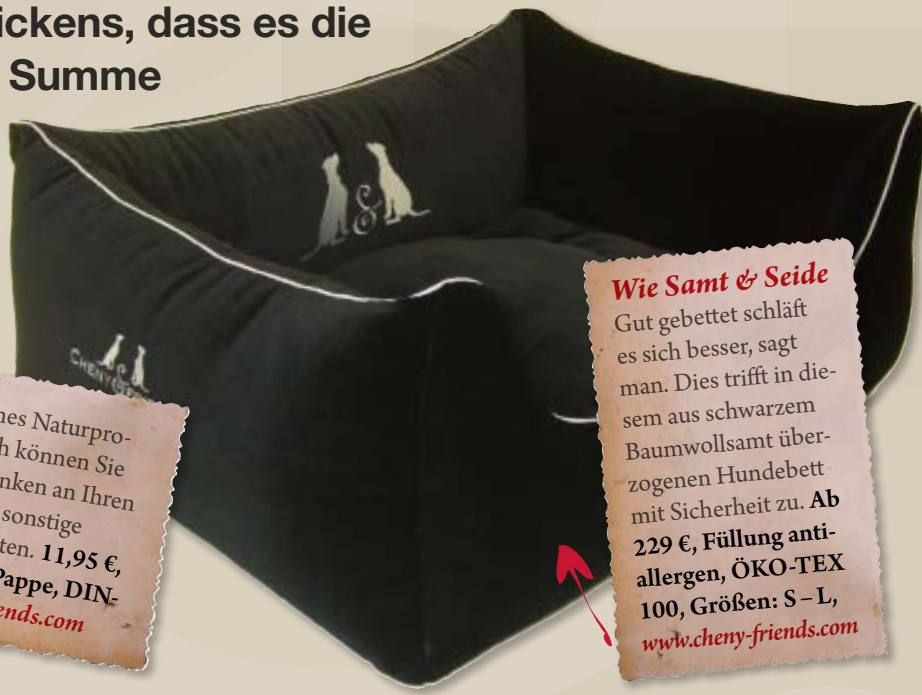 ickens, dass es die
Summe
&
nes Naturpro-
h können Sie
nken an Ihren
sonstige
ten. 11,95 €,
Pappe, DIN-
ends.com
Wie Samt & Seide
Gut gebettet schläft
es sich besser, sagt
man. Dies trifft in die-
sem aus schwarzem
Baumwollsamt über-
zogenen Hundebett
mit Sicherheit zu. Ab
229 €, Füllung anti-
allergen, ÖKO-TEX
100, Größen: S – L,
www.cheny-friends.com